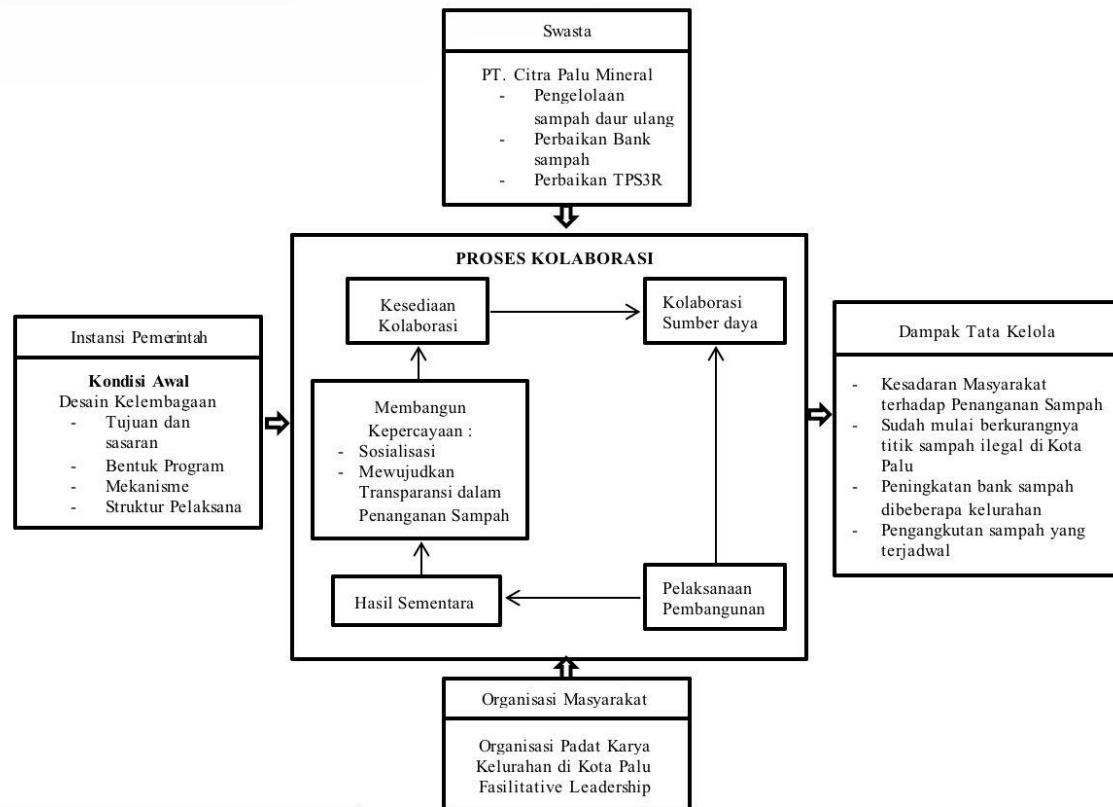 Swasta
PT. Citra Palu Mineral
- Pengelolaan
sampah daur ulang
- Perbaikan Bank
sampah
- Perbaikan TPS3R
Instansi Pemerintah
Kondisi Awal
Desain Kelembagaan
- Tujuan dan
sasaran
- Bentuk Program
- Mekanisme
- Struktur Pelaksana
PROSES KOLABORASI
Kesediaan
Kolaborasi
Kolaborasi
Sumber daya
Membangun
Kepercayaan :
- Sosialisasi
- Mewujudkan
Transparansi dalam
Penanganan Sampah
Hasil Sementara
Pelaksanaan
Pembangunan
Dampak Tata Kelola
- Kesadaran Masyarakat
terhadap Penanganan Sampah
- Sudah mulai berkurangnya
titik sampah ilegal di Kota
Palu
- Peningkatan bank sampah
dibeberapa kelurahan
- Pengangkutan sampah yang
terjadwal
Organisasi Masyarakat
Organisasi Padat Karya
Kelurahan di Kota Palu
Fasilitative Leadership